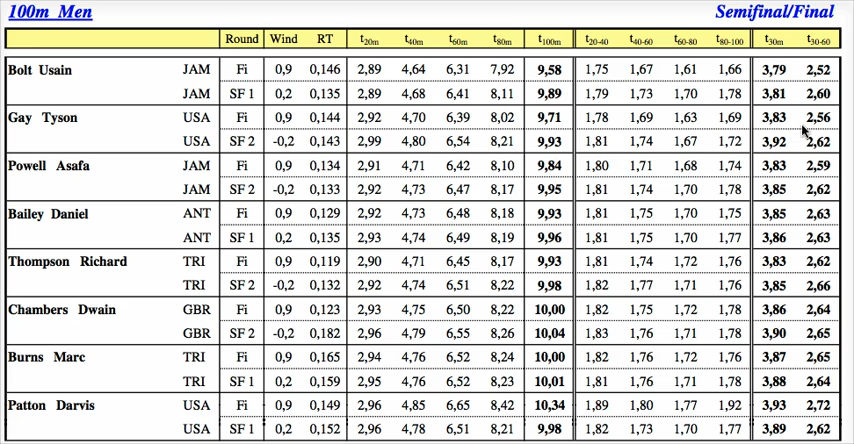 100m Men Semifinal/Final
Round Wind RT t20m t40m t60m t80m t100m t20-40 t40-60 t60-80 t80-100 t30m t30-60
Bolt Usain JAM Fi 0,9 0,146 2,89 4,64 6,31 7,92 9,58 1,75 1,67 1,61 1,66 3,79 2,52
JAM SF 1 0,2 0,135 2,89 4,68 6,41 8,11 9,89 1,79 1,73 1,70 1,78 3,81 2,60
Gay Tyson USA Fi 0,9 0,144 2,92 4,70 6,39 8,02 9,71 1,78 1,69 1,63 1,69 3,83 2,56
USA SF 2 -0,2 0,143 2,99 4,80 6,54 8,21 9,93 1,81 1,74 1,67 1,72 3,92 2,62
Powell Asafa JAM Fi 0,9 0,134 2,91 4,71 6,42 8,10 9,84 1,80 1,71 1,68 1,74 3,83 2,59
JAM SF 2 -0,2 0,133 2,92 4,73 6,47 8,17 9,95 1,81 1,74 1,70 1,78 3,85 2,62
Bailey Daniel ANT Fi 0,9 0,129 2,92 4,73 6,48 8,18 9,93 1,81 1,75 1,70 1,75 3,85 2,63
ANT SF 1 0,2 0,135 2,93 4,74 6,49 8,19 9,96 1,81 1,75 1,70 1,77 3,86 2,63
Thompson Richard TRI Fi 0,9 0,119 2,90 4,71 6,45 8,17 9,93 1,81 1,74 1,72 1,76 3,83 2,62
TRI SF 2 -0,2 0,132 2,92 4,74 6,51 8,22 9,98 1,82 1,77 1,71 1,76 3,85 2,66
Chambers Dwain GBR Fi 0,9 0,123 2,93 4,75 6,50 8,22 10,00 1,82 1,75 1,72 1,78 3,86 2,64
GBR SF 2 -0,2 0,182 2,96 4,79 6,55 8,26 10,04 1,83 1,76 1,71 1,78 3,90 2,65
Burns Marc TRI Fi 0,9 0,165 2,94 4,76 6,52 8,24 10,00 1,82 1,76 1,72 1,76 3,87 2,65
TRI SF 1 0,2 0,159 2,95 4,76 6,52 8,23 10,01 1,81 1,76 1,71 1,78 3,88 2,64
Patton Darvis USA Fi 0,9 0,149 2,96 4,85 6,65 8,42 10,34 1,89 1,80 1,77 1,92 3,93 2,72
USA SF 1 0,2 0,152 2,96 4,78 6,51 8,21 9,98 1,82 1,73 1,70 1,77 3,89 2,62